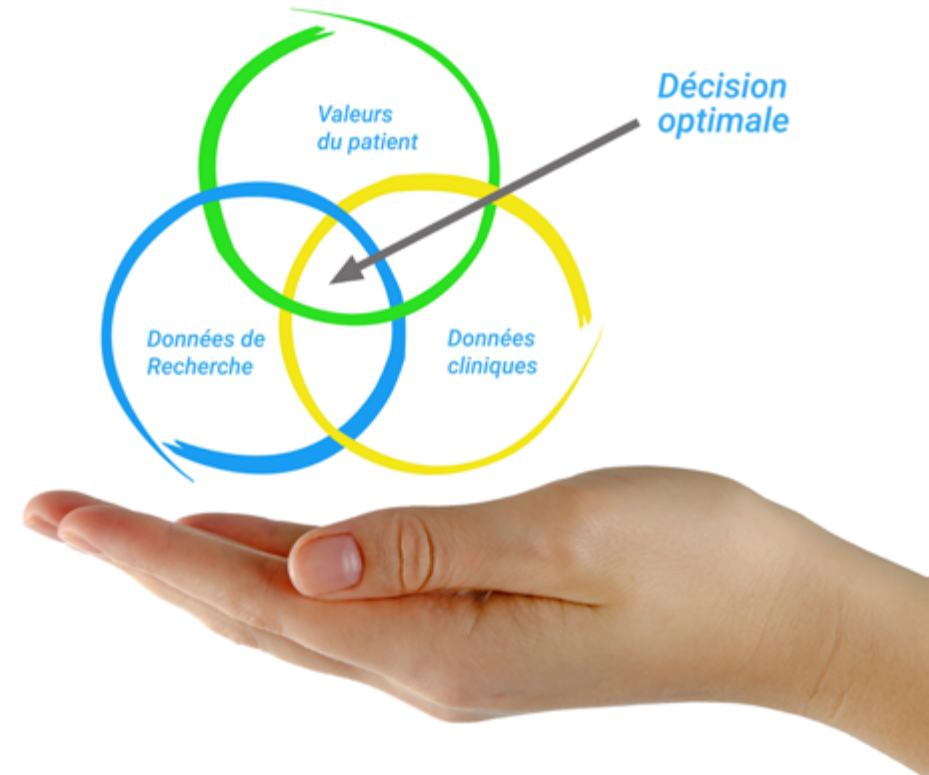 Valeurs
du patient
Décision
optimale
Données de
Recherche
Données
cliniques